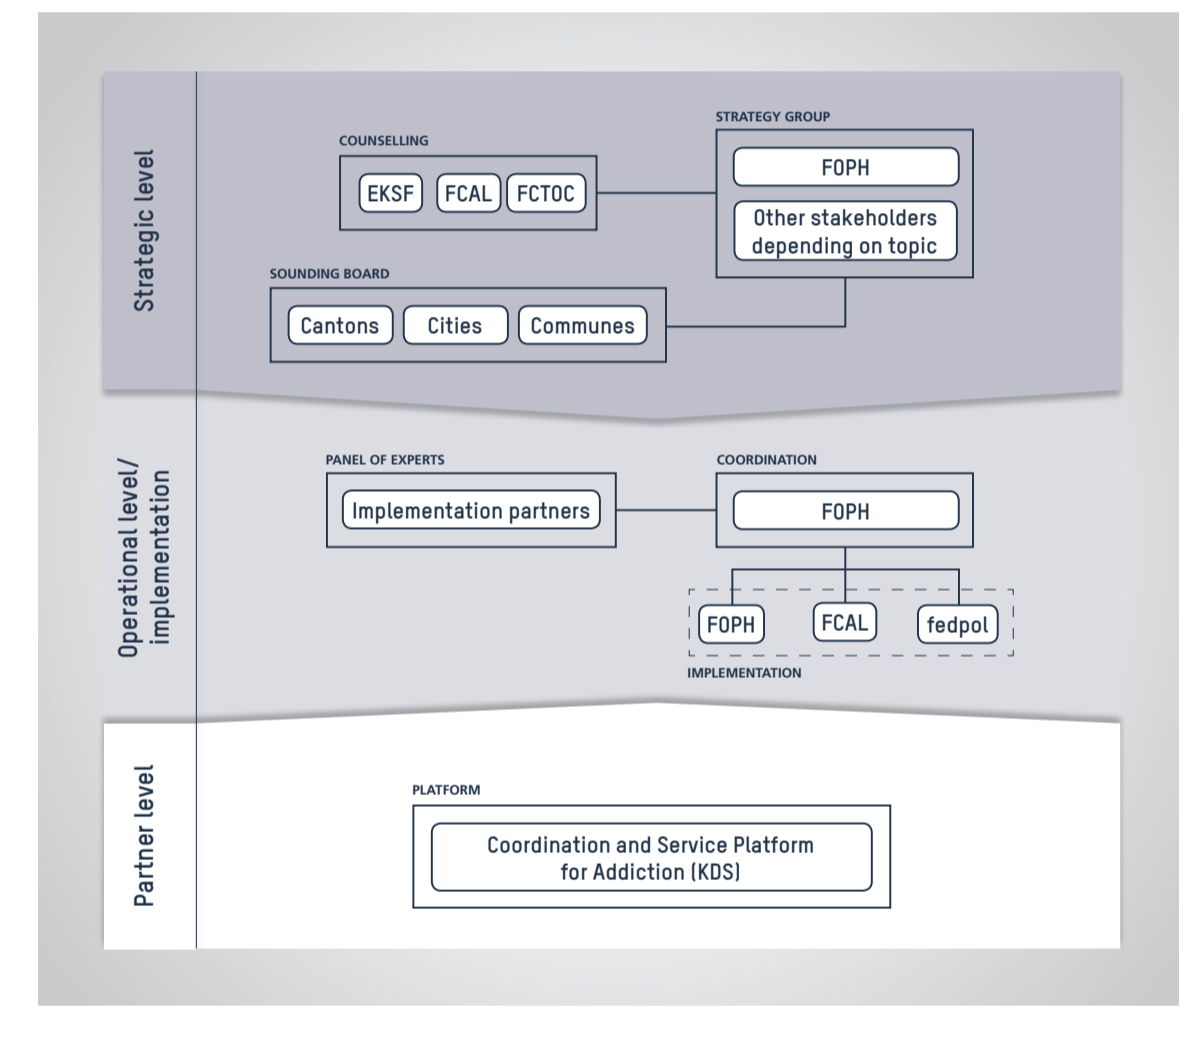 Strategic level
COUNSELLING
EKSF
FCAL
FCTOC
STRATEGY GROUP
FOPH
Other stakeholders
depending on topic
SOUNDING BOARD
Cantons
Cities
Communes
Operational level/
implementation
PANEL OF EXPERTS
Implementation partners
COORDINATION
FOPH
FOPH
FCAL
fedpol
IMPLEMENTATION
Partner level
PLATFORM
Coordination and Service Platform
for Addiction (KDS)